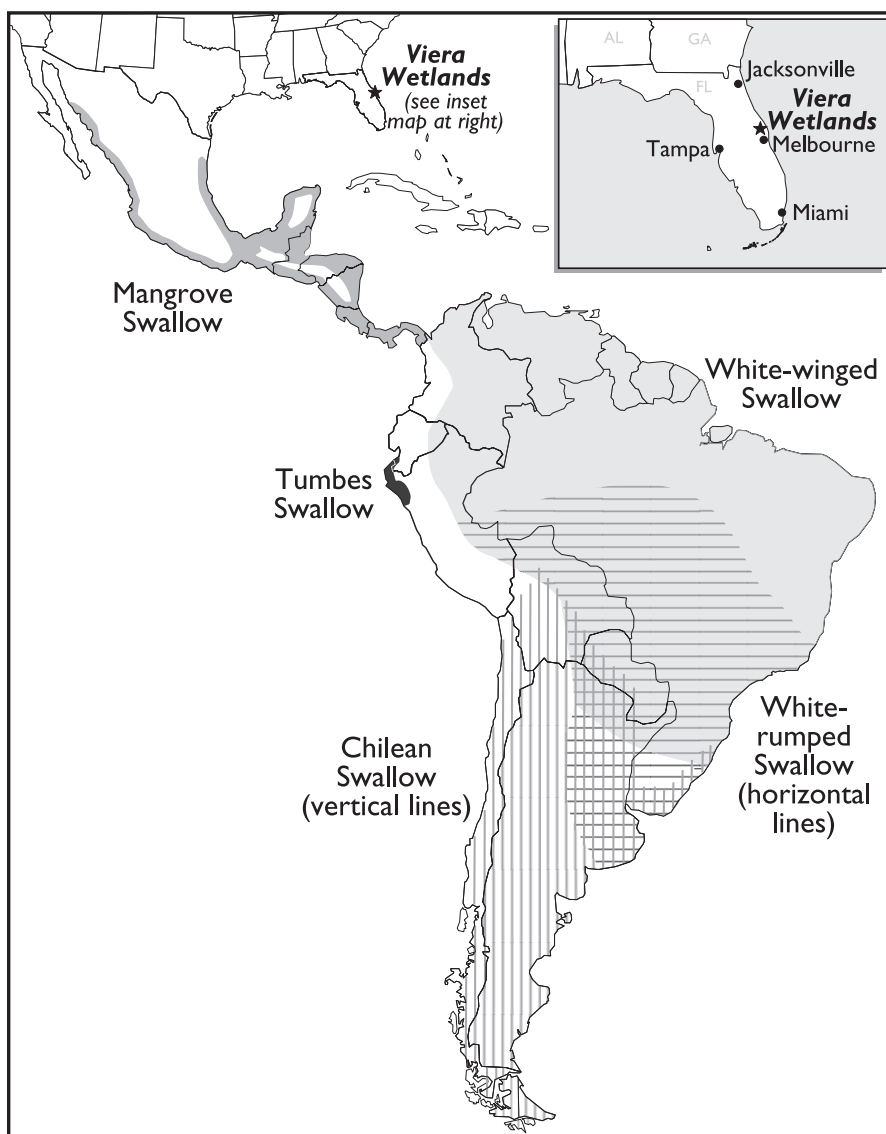 Viera
Wetlands
(see inset
map at right)
AL
GA
FL
Jacksonville
Viera
Wetlands
Melbourne
Tampa
Miami
Mangrove
Swallow
White-winged
Swallow
Tumbes
Swallow
Chilean
Swallow
(vertical lines)
White-
rumped
Swallow
(horizontal
lines)